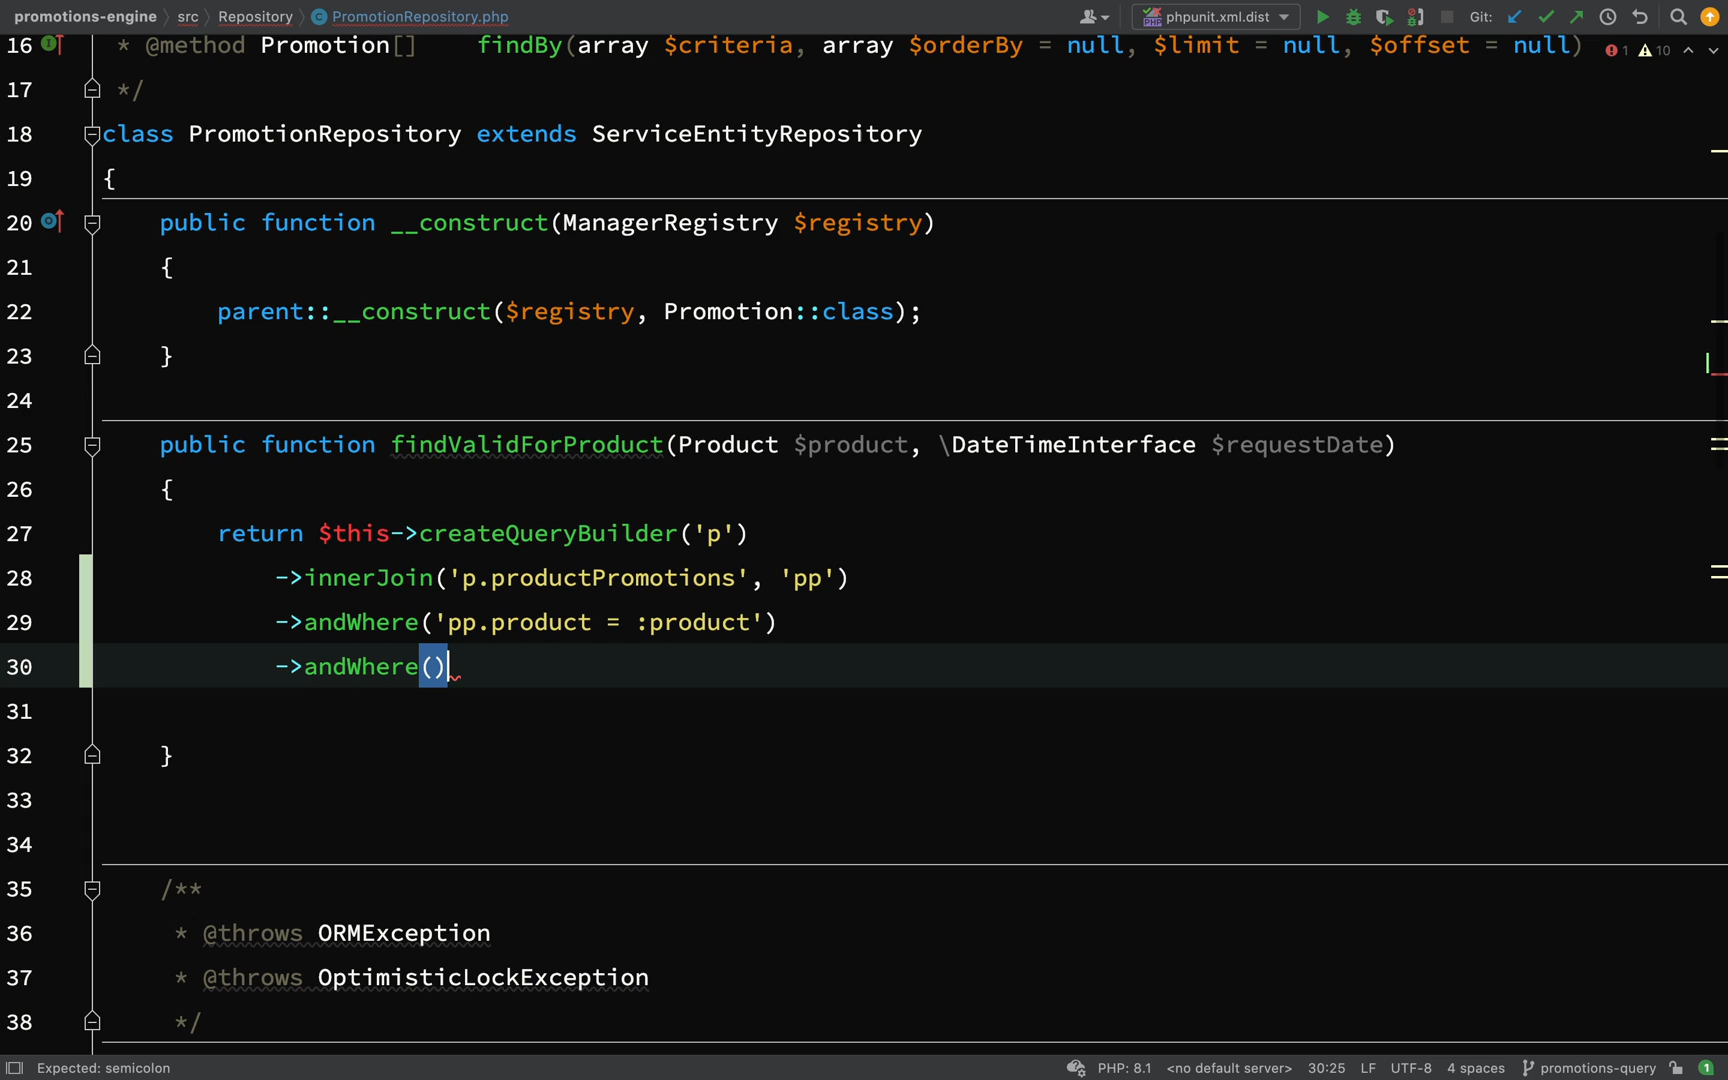 promotions-engine src Repository PromotionRepository.php phpunit.xml.dist Git:
16 * @method Promotion[] findBy(array $criteria, array $orderBy = null, $limit = null, $offset = null) 1 10
17 */
18 class PromotionRepository extends ServiceEntityRepository
19 {
20 public function __construct(ManagerRegistry $registry)
21 {
22 parent::__construct($registry, Promotion::class);
23 }
24
25 public function findValidForProduct(Product $product, \DateTimeInterface $requestDate)
26 {
27 return $this->createQueryBuilder('p')
28 ->innerJoin('p.productPromotions', 'pp')
29 ->andWhere('pp.product = :product')
30 ->andWhere()
31
32 }
33
34
35 /**
36 * @throws ORMException
37 * @throws OptimisticLockException
38 */
Expected: semicolon PHP: 8.1 <no default server> 30:25 LF UTF-8 4 spaces promotions-query 1